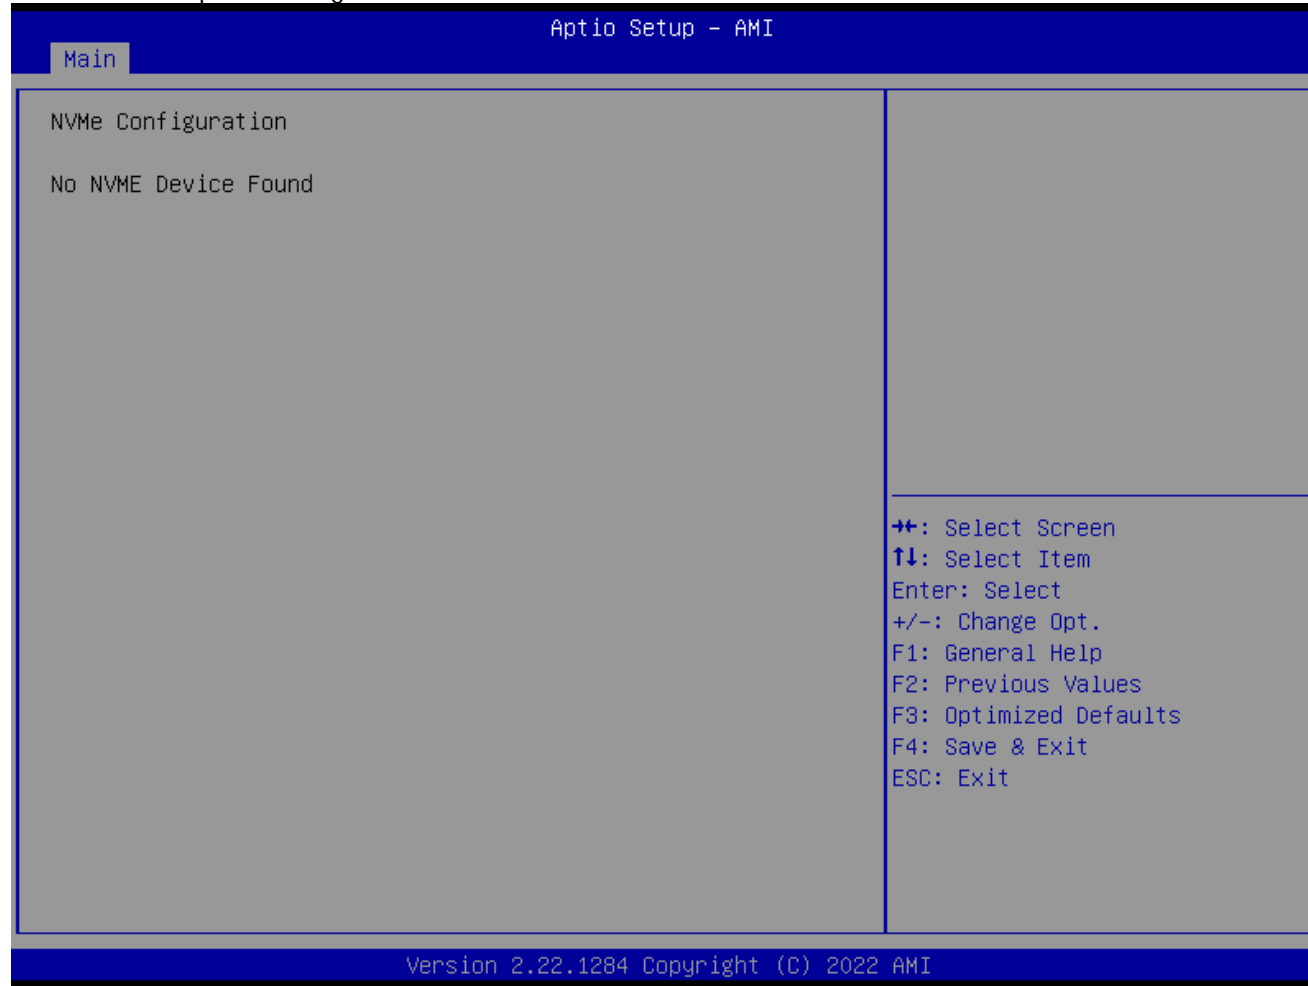 Aptio Setup – AMI
Main
NVMe Configuration
No NVME Device Found
→←: Select Screen
↑↓: Select Item
Enter: Select
+/-: Change Opt.
F1: General Help
F2: Previous Values
F3: Optimized Defaults
F4: Save & Exit
ESC: Exit
Version 2.22.1284 Copyright (C) 2022 AMI